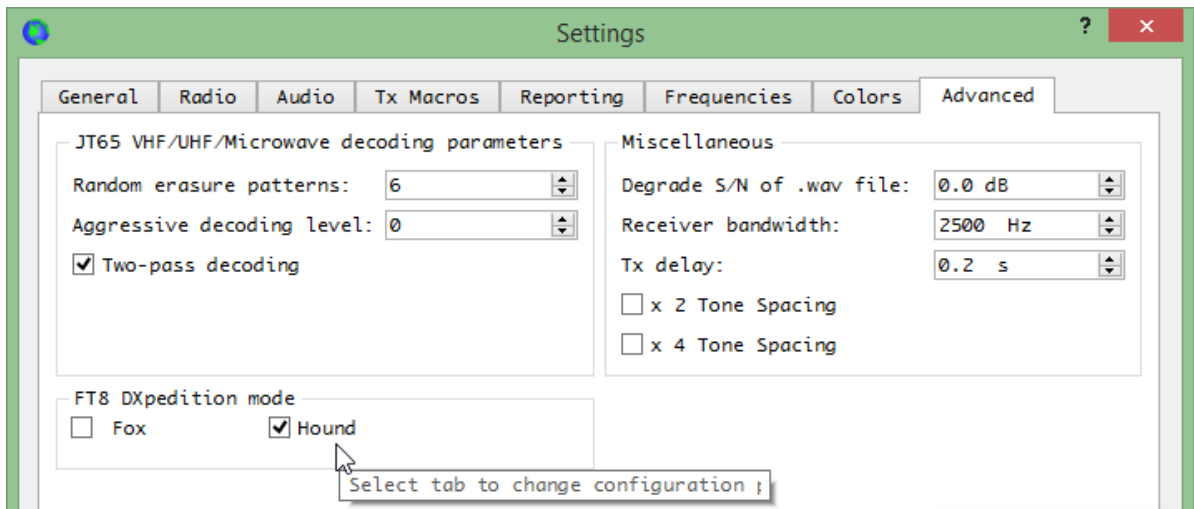 Settings
?
General Radio Audio Tx Macros Reporting Frequencies Colors Advanced
JT65 VHF/UHF/Microwave decoding parameters
Random erasure patterns: 6
Aggressive decoding level: 0
Two-pass decoding
Miscellaneous
Degrade S/N of .wav file: 0.0 dB
Receiver bandwidth: 2500 Hz
Tx delay: 0.2 s
x 2 Tone Spacing
x 4 Tone Spacing
FT8 DXpedition mode
Fox Hound
Select tab to change configuration